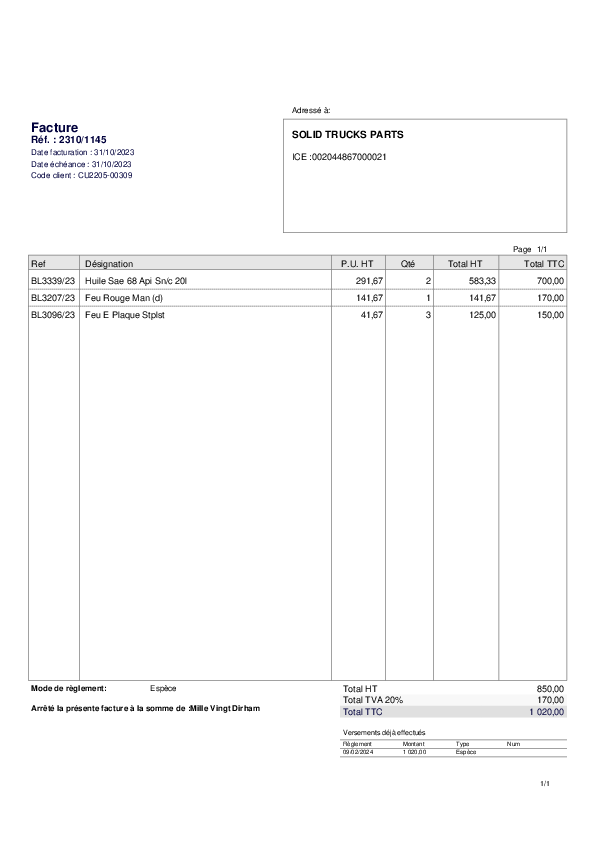 Adressé à:
Facture
Réf. : 2310/1145
Date facturation : 31/10/2023
Date échéance : 31/10/2023
Code client : CU2205-00309
SOLID TRUCKS PARTS
ICE :002044867000021
Page 1/1
Ref Désignation P.U. HT Qté Total HT Total TTC
BL3339/23 Huile Sae 68 Api Sn/c 20l 291,67 2 583,33 700,00
BL3207/23 Feu Rouge Man (d) 141,67 1 141,67 170,00
BL3096/23 Feu E Plaque Stplst 41,67 3 125,00 150,00
Mode de règlement: Espèce
Total HT 850,00
Total TVA 20% 170,00
Arrêté la présente facture à la somme de :Mille Vingt Dirham
Total TTC 1 020,00
Versements déjà effectués
Règlement Montant Type Num
09/02/2024 1 020,00 Espèce
1/1